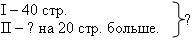 I – 40 стр.
II – ? на 20 стр. больше.
?